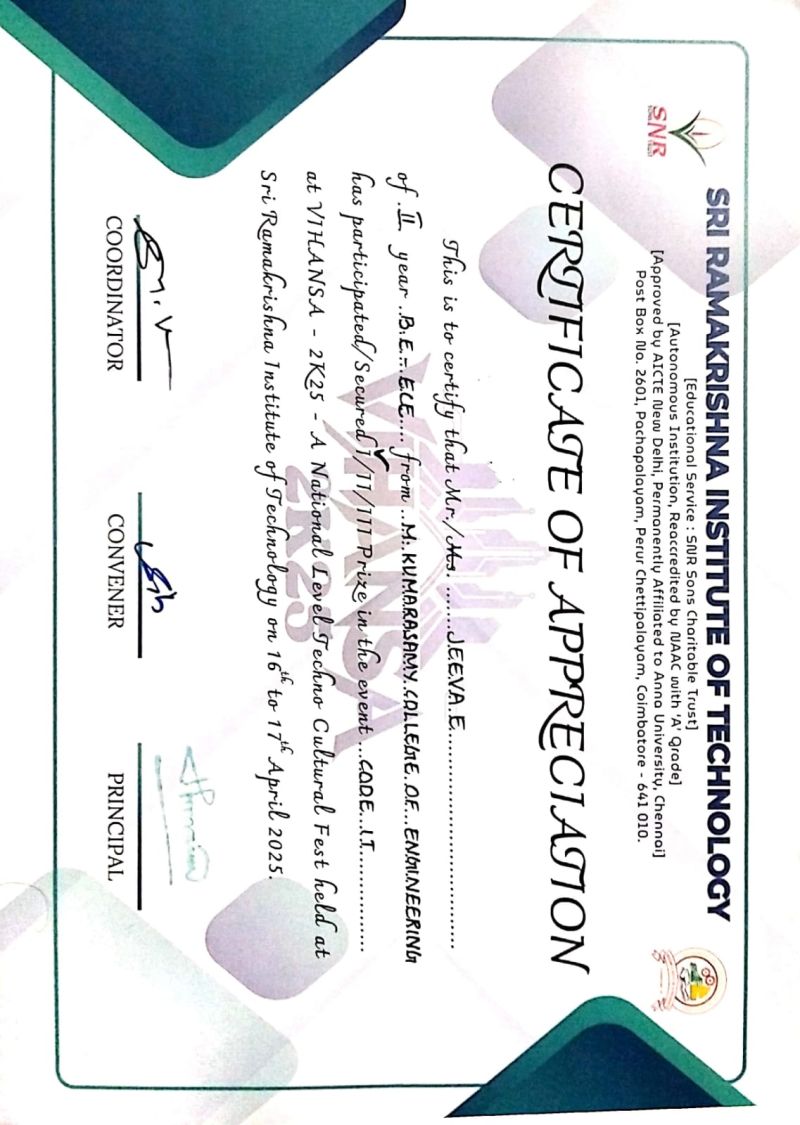 SRI RAMAKRISHNA INSTITUTE OF TECHNOLOGY
[Educational Service : SNR Sons Charitable Trust]
[Autonomous Institution, Reaccredited by NAAC with 'A' Grade]
[Approved by AICTE New Delhi, Permanently Affiliated to Anna University, Chennai]
Post Box No. 2601, Pachapalayam, Perur Chettipalayam, Coimbatore - 641 010.
SNR
SONS TRUST
CERTIFICATE OF APPRECIATION
This is to certify that Mr./Ms. .......JEEVA E...................................
of .II year ..B.E-. ECE.... from ..M.KUMARASAMY.COLLEGE.OF...ENGINEERING
has participated/Secured I/II/III Prize in the event ...CODE..IT................
at VIHANSA - 2K25 - A National Level Techno Cultural Fest held at
Sri Ramakrishna Institute of Technology on 16th to 17th April 2025.
VIHANSA
2K25
COORDINATOR CONVENER PRINCIPAL